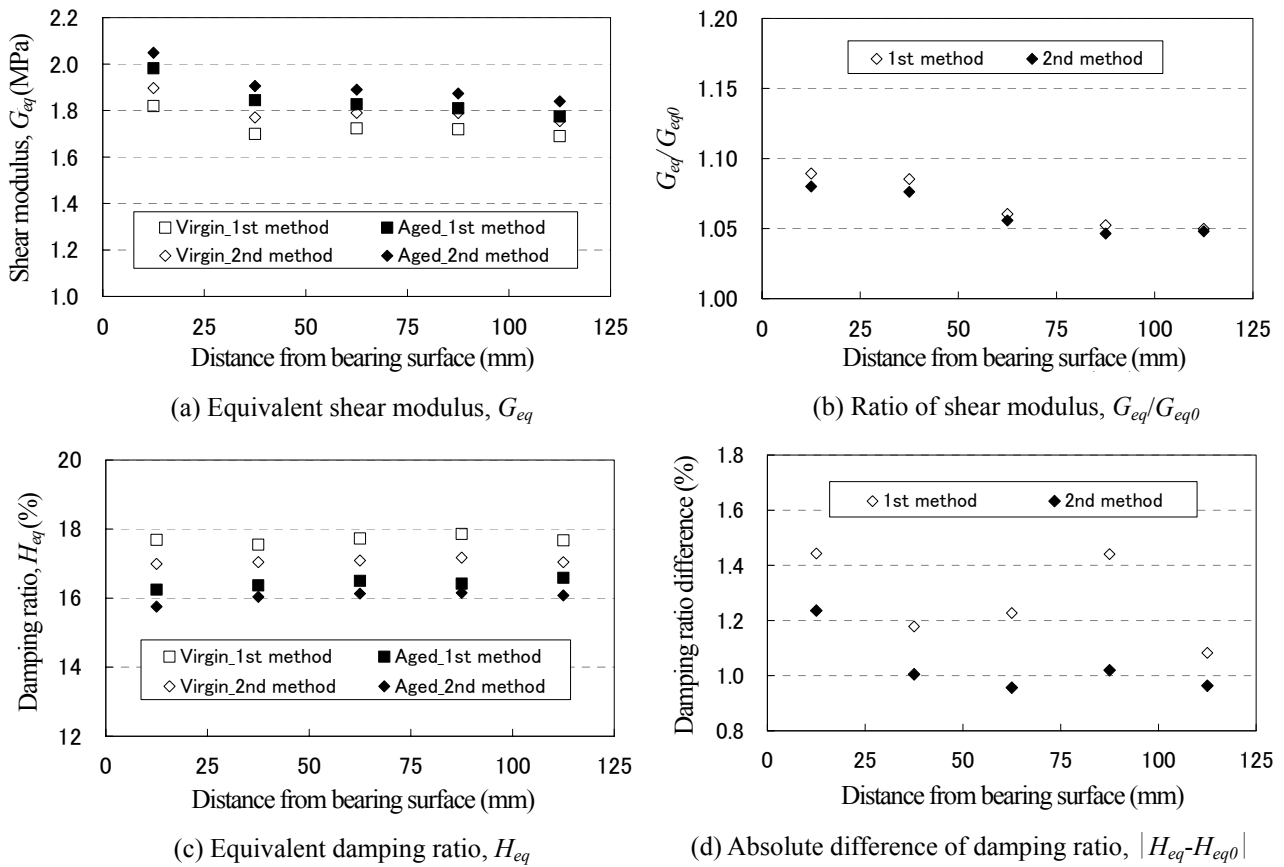 2.2
2.0
1.8
1.6
1.4
1.2
1.0
Shear modulus, Geq (MPa)
□ Virgin_1st method ■ Aged_1st method
◇ Virgin_2nd method ◆ Aged_2nd method
0 25 50 75 100 125
Distance from bearing surface (mm)
(a) Equivalent shear modulus, Geq
1.20
1.15
1.10
1.05
1.00
Geq/Geq0
◇ 1st method ◆ 2nd method
0 25 50 75 100 125
Distance from bearing surface (mm)
(b) Ratio of shear modulus, Geq/Geq0
20
18
16
14
12
Damping ratio, Heq (%)
□ Virgin_1st method ■ Aged_1st method
◇ Virgin_2nd method ◆ Aged_2nd method
0 25 50 75 100 125
Distance from bearing surface (mm)
(c) Equivalent damping ratio, Heq
1.8
1.6
1.4
1.2
1.0
0.8
Damping ratio difference (%)
◇ 1st method ◆ 2nd method
0 25 50 75 100 125
Distance from bearing surface (mm)
(d) Absolute difference of damping ratio, |Heq-Heq0|